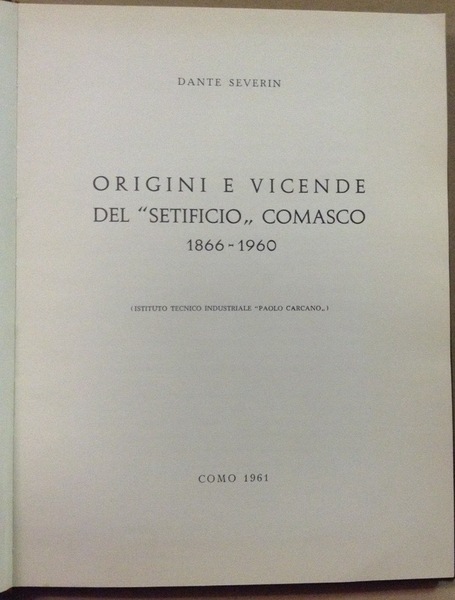 DANTE SEVERIN
ORIGINI E VICENDE
DEL “SETIFICIO„ COMASCO
1866 - 1960
(ISTITUTO TECNICO INDUSTRIALE “PAOLO CARCANO„)
COMO 1961